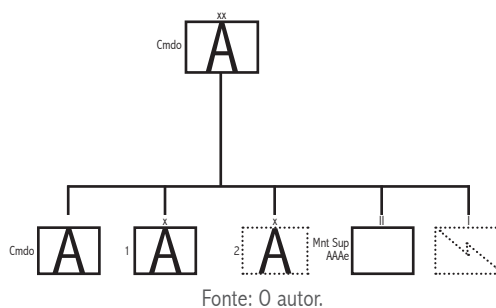 xx
Cmdo
A
Cmdo
A
x
1
A
x
2
A
II
Mnt Sup
AAAe
I
Fonte: O autor.